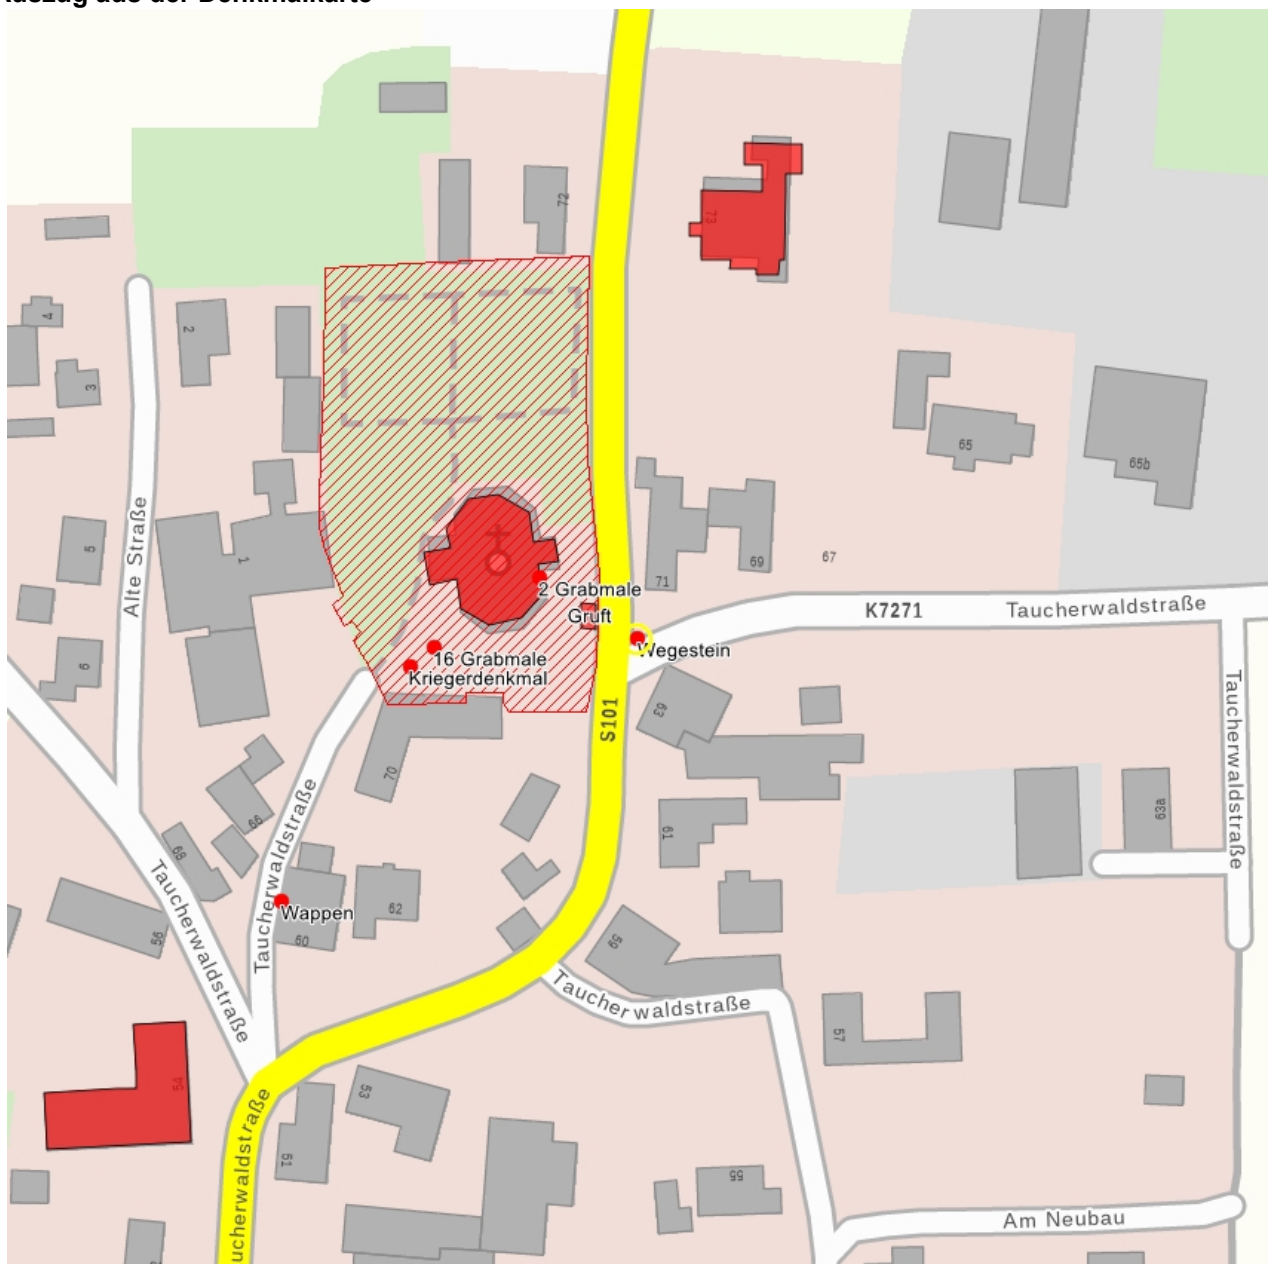 Auszug aus der Denkmalkarte
72
73
4
2
3
65
65b
Alte Straße
5
1
69
67
71
2 Grabmale
Gruft
K7271
Taucherwaldstraße
Wegestein
16 Grabmale
Kriegerdenkmal
6
63
S101
Taucherwaldstraße
70
66
61
63a
68
Taucherwaldstraße
Taucherwaldstraße
Wappen
62
60
56
59
Taucherwaldstraße
57
54
53
51
55
ucherwaldstraße
Am Neubau